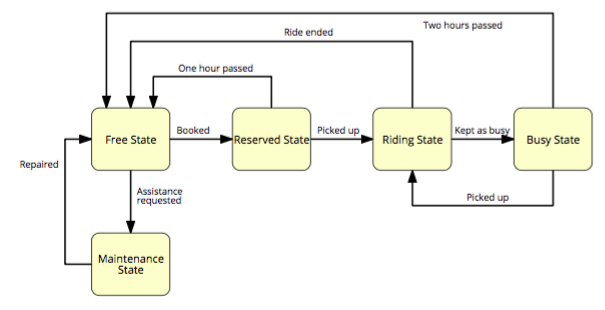 Two hours passed
Ride ended
One hour passed
Free State
Booked
Reserved State
Picked up
Riding State
Kept as busy
Busy State
Repaired
Assistance
requested
Picked up
Maintenance
State